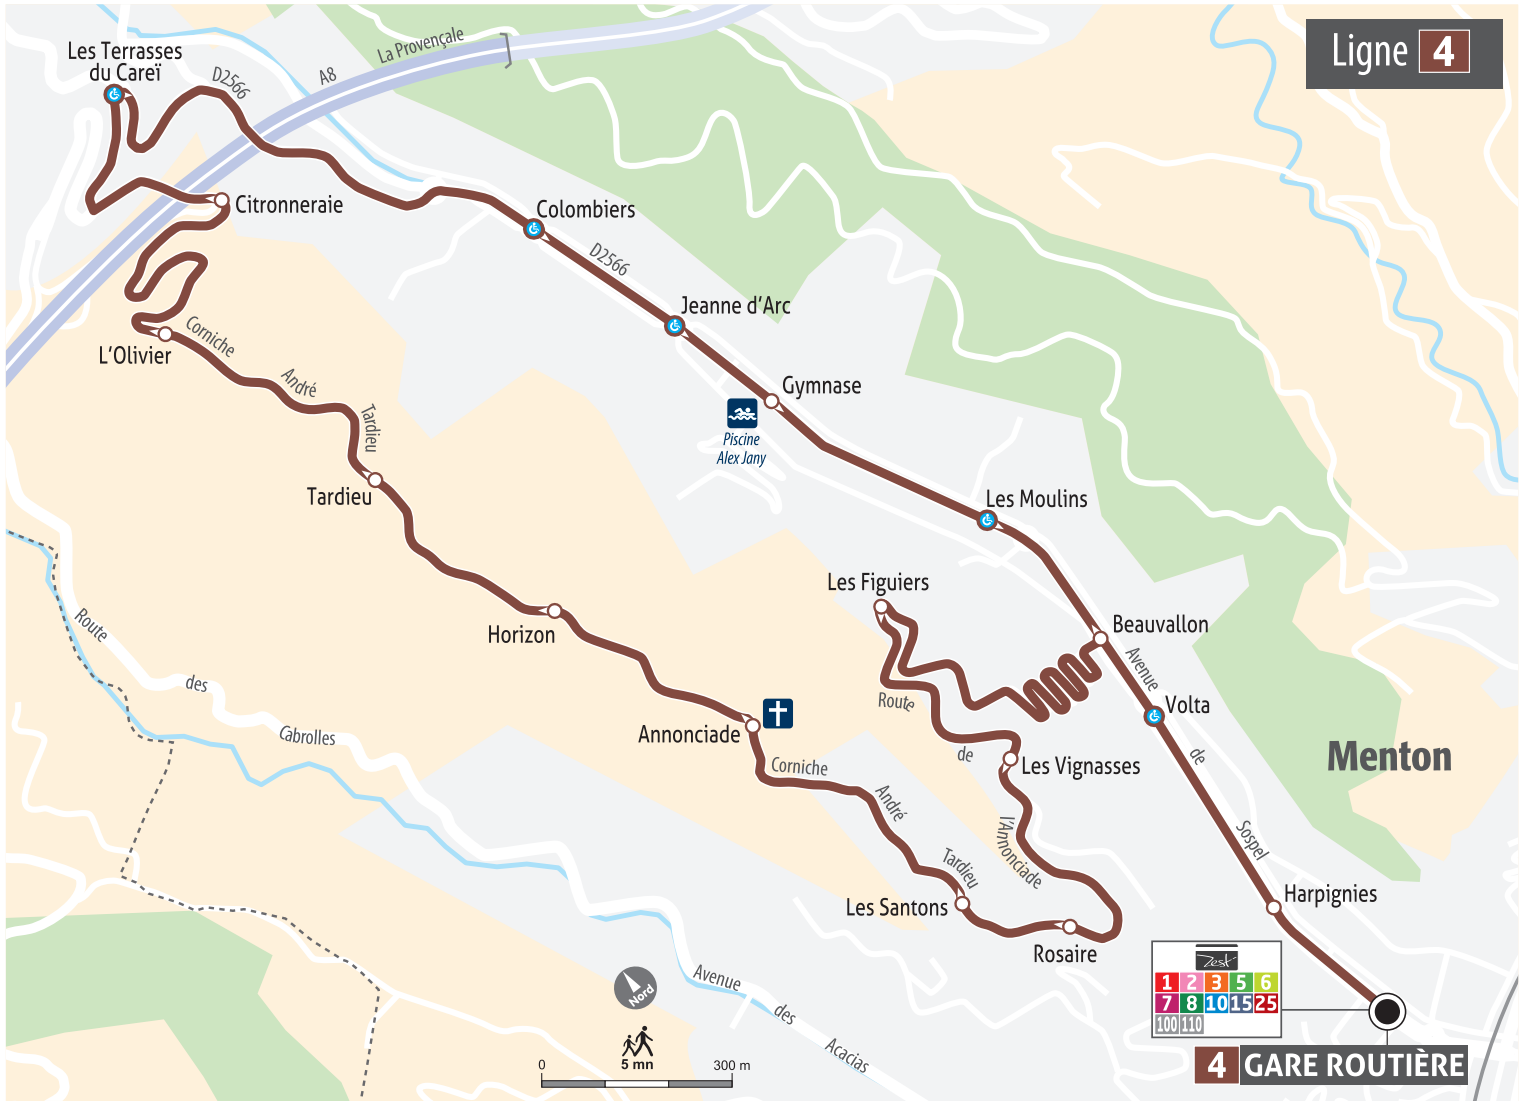 Ligne 4
Les Terrasses
du Careï
D2566
A8
La Provençale
Citronneraie
Colombiers
D2566
Jeanne d'Arc
L'Olivier
Corniche
André
Tardieu
Gymnase
Piscine
Alex Jany
Tardieu
Les Moulins
Les Figuiers
Horizon
Beauvallon
Avenue
de
Sospel
Volta
Route
des
Cabrolles
Annonciade
Route
de
l'Annonciade
Les Vignasses
Menton
Corniche
André
Tardieu
Les Santons
Rosaire
Harpignies
Zest
1 2 3 5 6
7 8 10 15 25
100 110
Nord
Avenue
des
Acacias
5 mn
0 300 m
4 GARE ROUTIÈRE